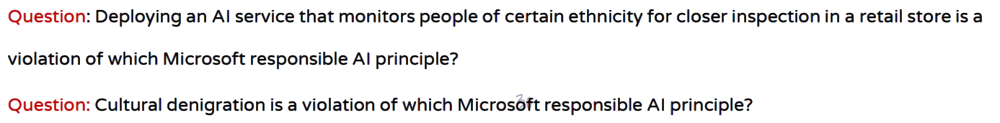 Question: Deploying an AI service that monitors people of certain ethnicity for closer inspection in a retail store is a
violation of which Microsoft responsible AI principle?
Question: Cultural denigration is a violation of which Microsoft responsible AI principle?